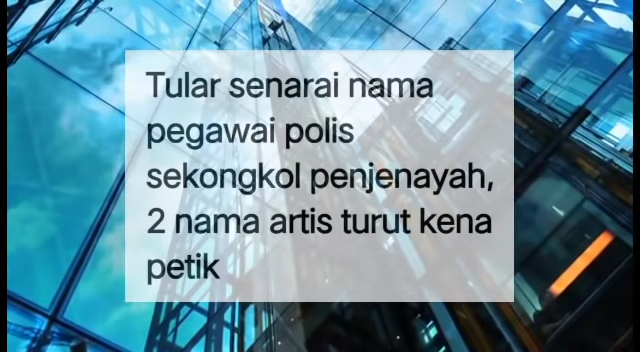 Tular senarai nama
pegawai polis
sekongkol penjenayah,
2 nama artis turut kena
petik